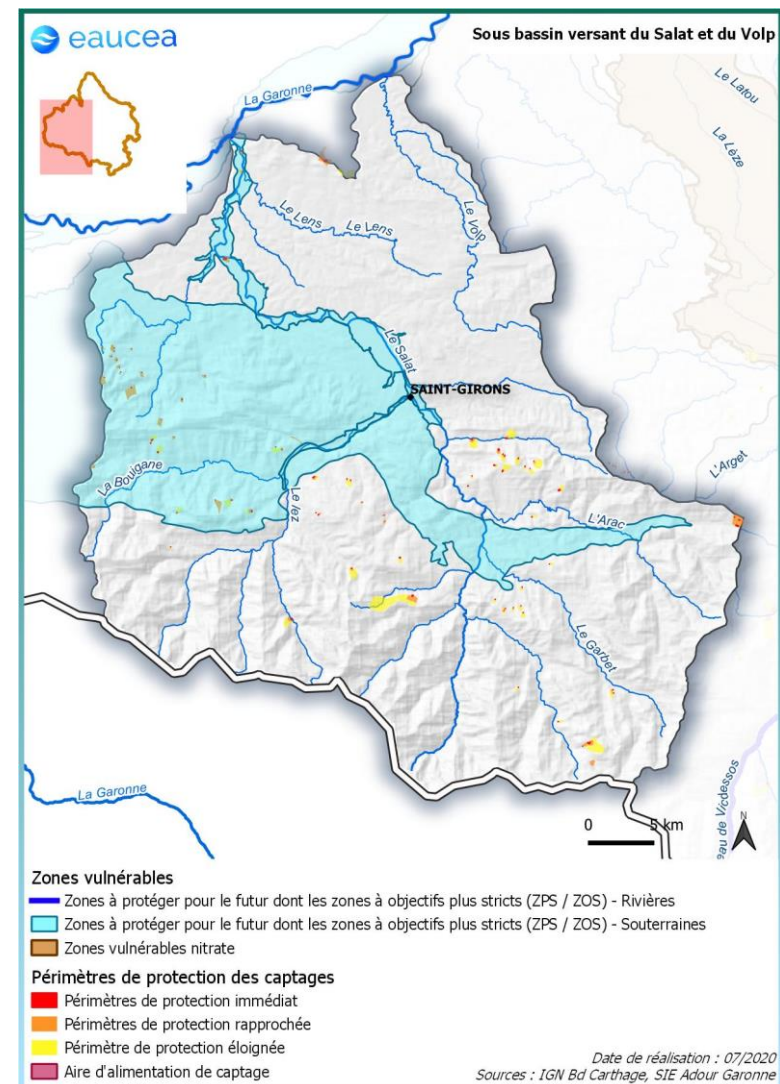 eaucea
Sous bassin versant du Salat et du Volp
La Garonne
Le Latou
La Lèze
Le Volp
Le Lens
Le Lens
Le Salat
SAINT-GIRONS
L'Arget
La Bouigane
Le lez
L'Arac
Le Garbet
La Garonne
eau de Vicdessos
0 5 km
N
Zones vulnérables
Zones à protéger pour le futur dont les zones à objectifs plus stricts (ZPS / ZOS) - Rivières
Zones à protéger pour le futur dont les zones à objectifs plus stricts (ZPS / ZOS) - Souterraines
Zones vulnérables nitrate
Périmètres de protection des captages
Périmètres de protection immédiat
Périmètres de protection rapprochée
Périmètre de protection éloignée
Aire d'alimentation de captage
Date de réalisation : 07/2020
Sources : IGN Bd Carthage, SIE Adour Garonne